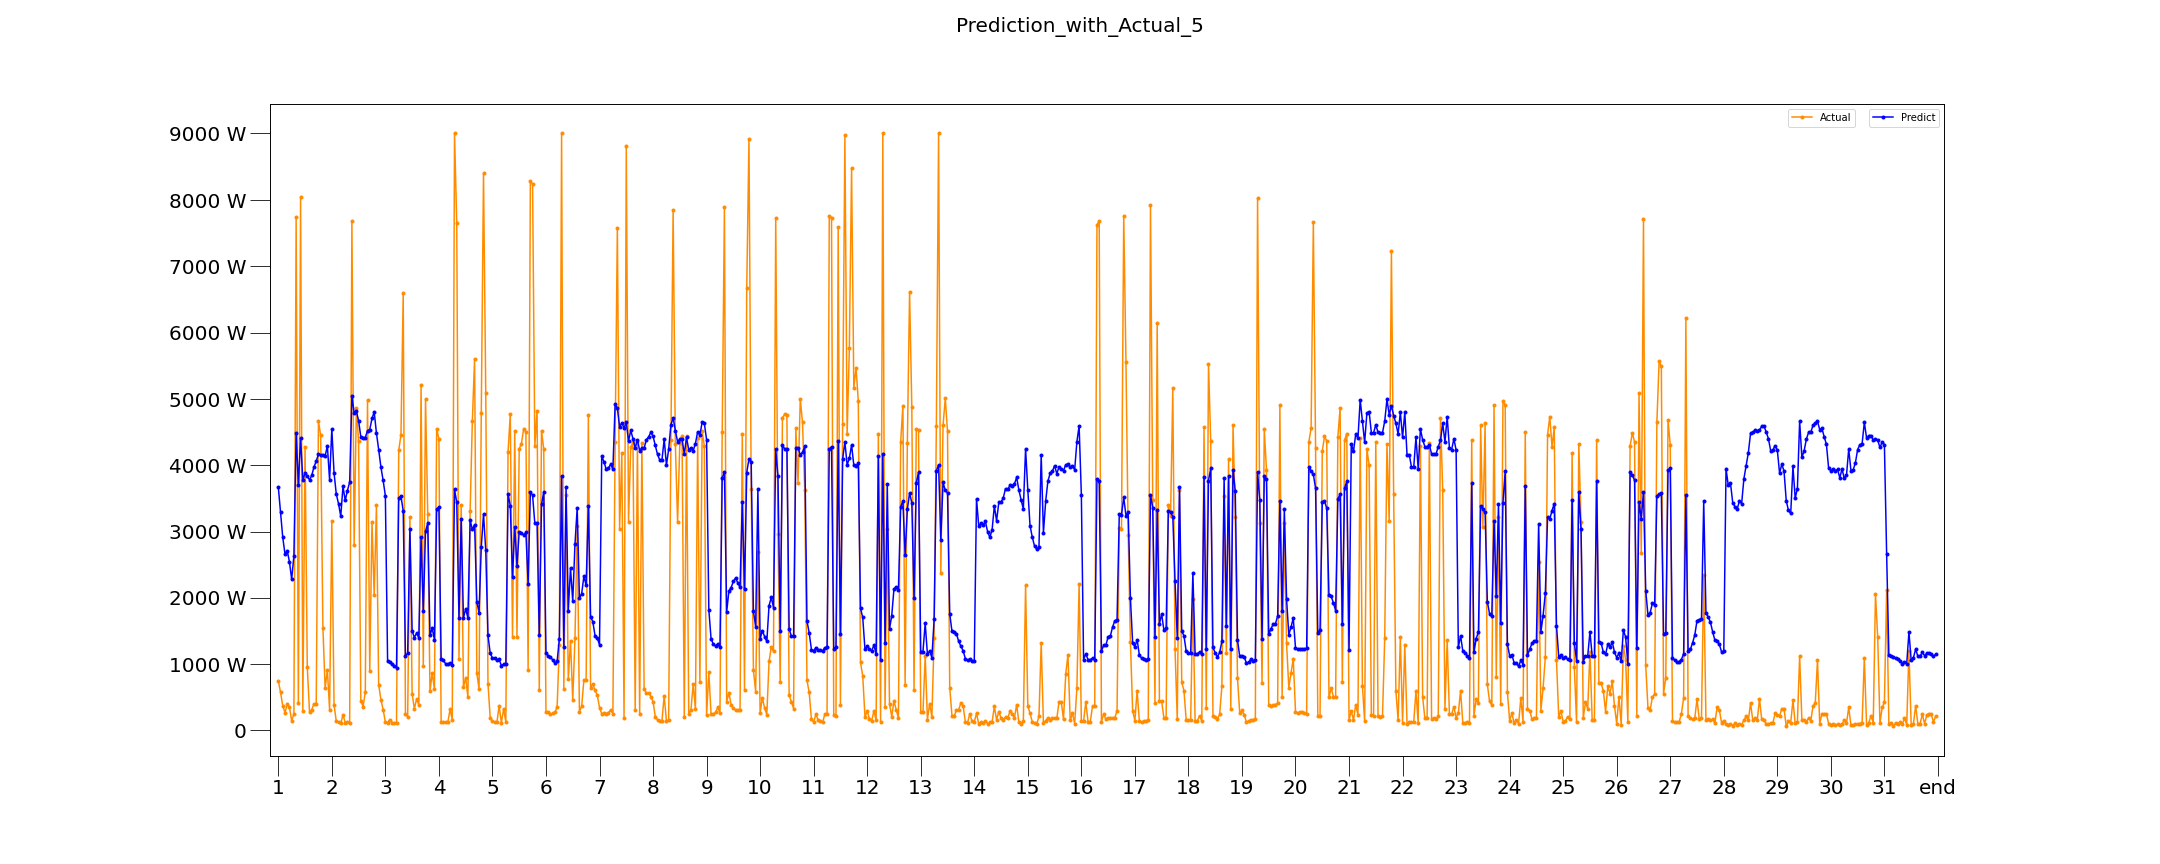 Prediction_with_Actual_5
Actual Predict
9000 W
8000 W
7000 W
6000 W
5000 W
4000 W
3000 W
2000 W
1000 W
0
1 2 3 4 5 6 7 8 9 10 11 12 13 14 15 16 17 18 19 20 21 22 23 24 25 26 27 28 29 30 31 end